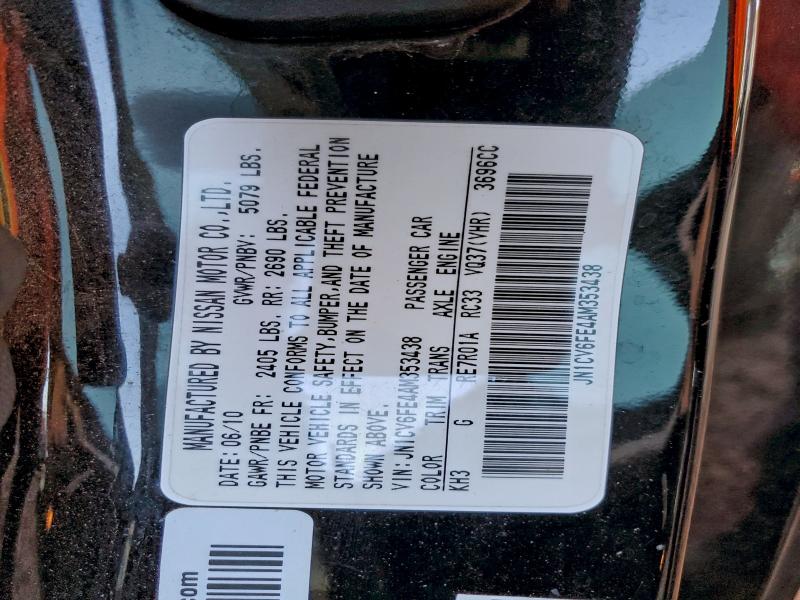 MANUFACTURED BY NISSAN MOTOR CO.,LTD.
DATE: 06/10 GVWR/PNBV: 5079 LBS.
GAWR/PNBE FR: 2405 LBS. RR: 2690 LBS.
THIS VEHICLE CONFORMS TO ALL APPLICABLE FEDERAL
MOTOR VEHICLE SAFETY,BUMPER,AND THEFT PREVENTION
STANDARDS IN EFFECT ON THE DATE OF MANUFACTURE
SHOWN ABOVE.
VIN: JN1CV6FE4AM353438 PASSENGER CAR
COLOR TRIM TRANS AXLE ENGINE
KH3 G RE7R01A RC33 VQ37(VHR) 3696CC
JN1CV6FE4AM353438
com